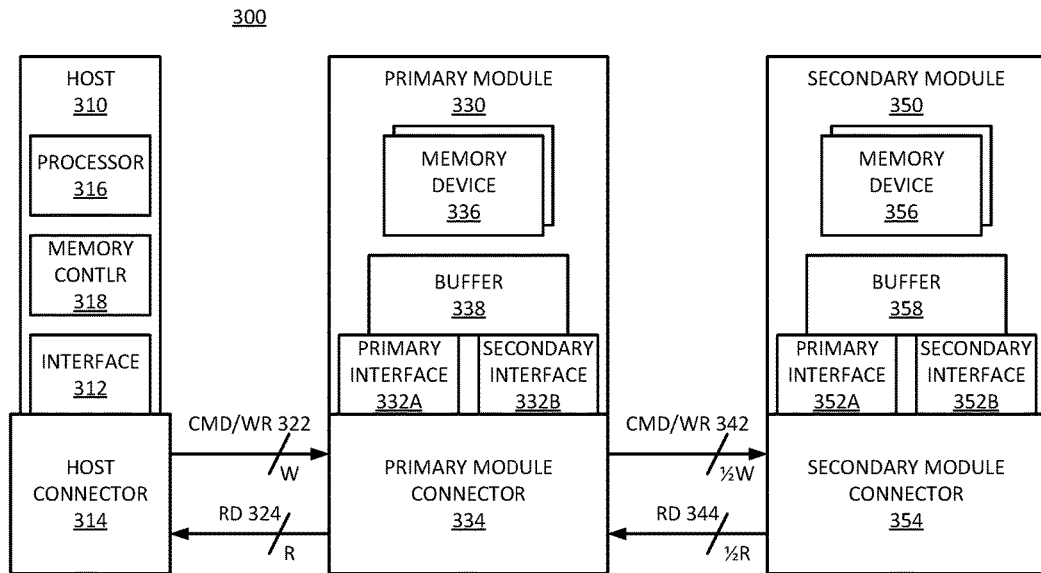 300
HOST
310
PROCESSOR
316
MEMORY
CONTLR
318
INTERFACE
312
HOST
CONNECTOR
314
CMD/WR 322
W
RD 324
R
PRIMARY MODULE
330
MEMORY
DEVICE
336
BUFFER
338
PRIMARY
INTERFACE
332A
SECONDARY
INTERFACE
332B
PRIMARY MODULE
CONNECTOR
334
CMD/WR 342
½W
RD 344
½R
SECONDARY MODULE
350
MEMORY
DEVICE
356
BUFFER
358
PRIMARY
INTERFACE
352A
SECONDARY
INTERFACE
352B
SECONDARY MODULE
CONNECTOR
354